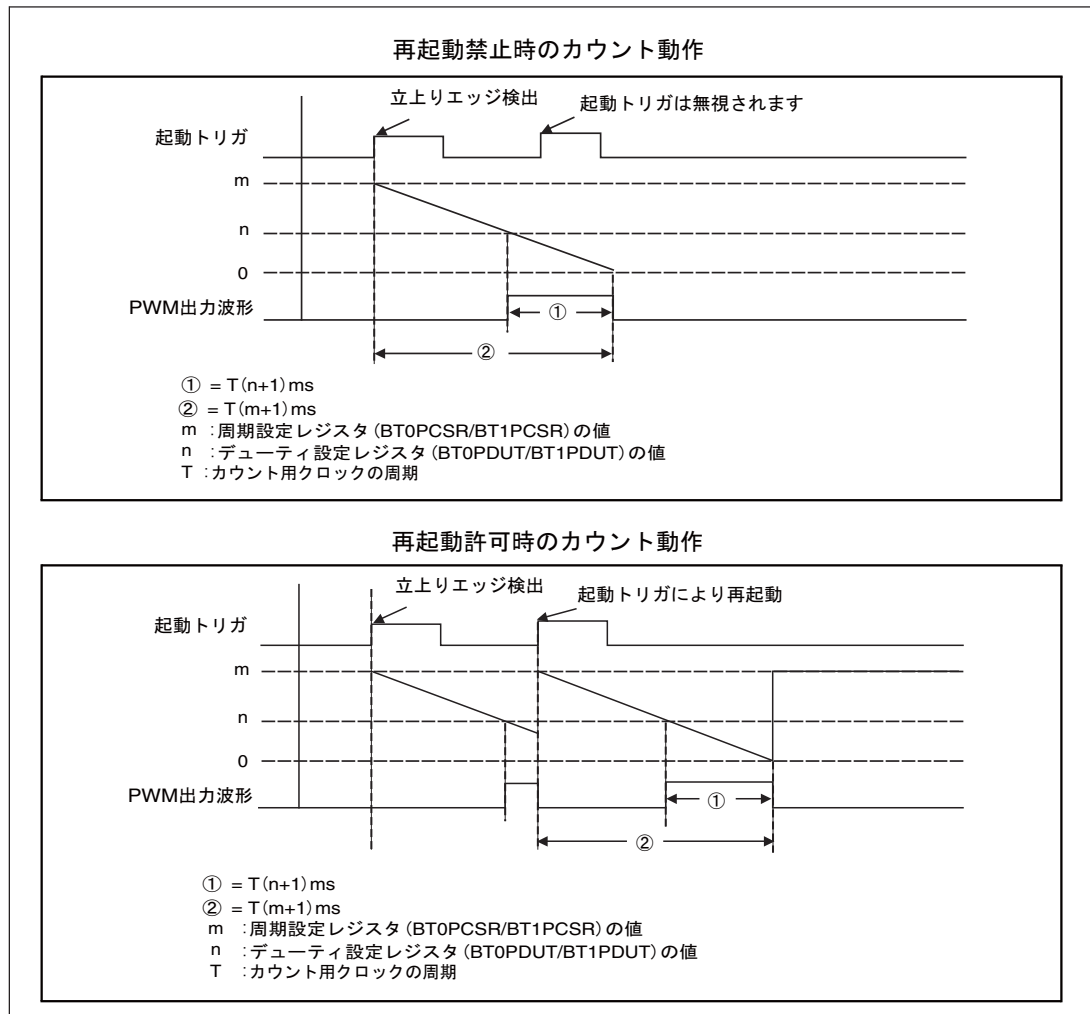 再起動禁止時のカウント動作
立上りエッジ検出
起動トリガは無視されます
起動トリガ
m
n
0
PWM出力波形
①
②
① = T(n+1)ms
② = T(m+1)ms
m :周期設定レジスタ(BT0PCSR/BT1PCSR)の値
n :デューティ設定レジスタ(BT0PDUT/BT1PDUT)の値
T :カウント用クロックの周期
再起動許可時のカウント動作
立上りエッジ検出
起動トリガにより再起動
起動トリガ
m
n
0
PWM出力波形
①
②
① = T(n+1)ms
② = T(m+1)ms
m :周期設定レジスタ(BT0PCSR/BT1PCSR)の値
n :デューティ設定レジスタ(BT0PDUT/BT1PDUT)の値
T :カウント用クロックの周期